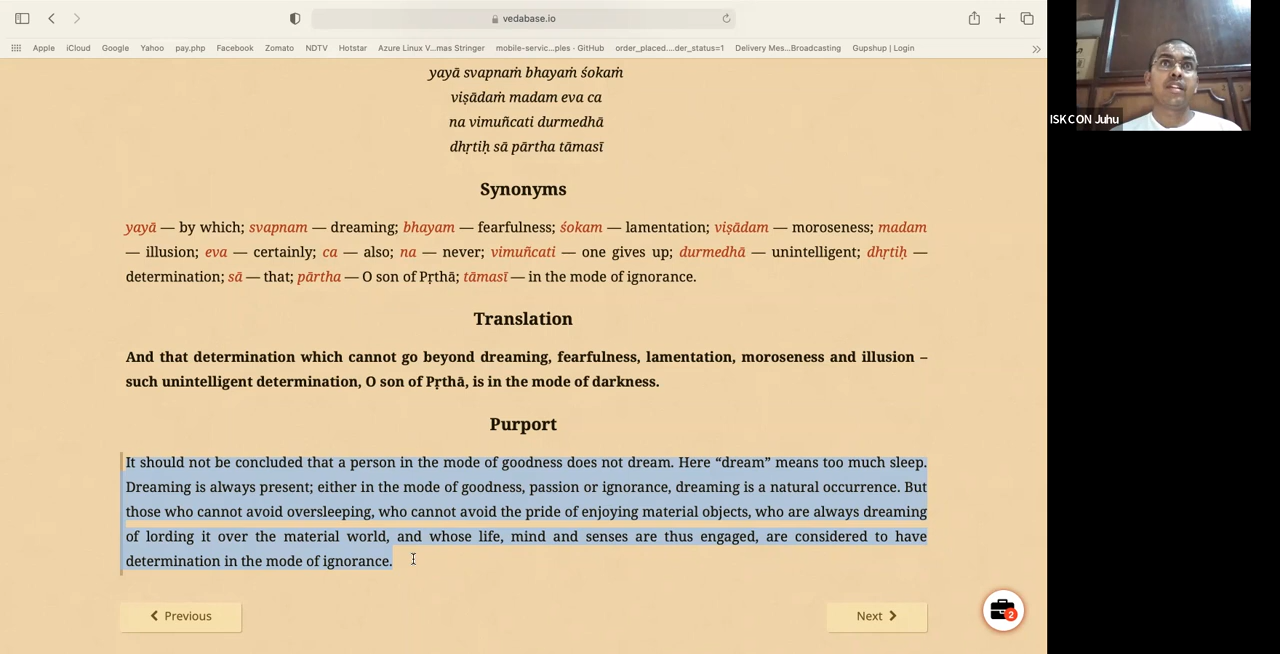 vedabase.io
Apple iCloud Google Yahoo pay.php Facebook Zomato NDTV Hotstar Azure Linux V...mas Stringer mobile-servic...ples · GitHub order_placed....der_status=1 Delivery Mes...Broadcasting Gupshup | Login
yayā svapnaṁ bhayaṁ śokaṁ
viṣādaṁ madam eva ca
na vimuñcati durmedhā
dhṛtiḥ sā pārtha tāmasī
Synonyms
yayā — by which; svapnam — dreaming; bhayam — fearfulness; śokam — lamentation; viṣādam — moroseness; madam
— illusion; eva — certainly; ca — also; na — never; vimuñcati — one gives up; durmedhā — unintelligent; dhṛtiḥ —
determination; sā — that; pārtha — O son of Pṛthā; tāmasī — in the mode of ignorance.
Translation
And that determination which cannot go beyond dreaming, fearfulness, lamentation, moroseness and illusion –
such unintelligent determination, O son of Pṛthā, is in the mode of darkness.
Purport
It should not be concluded that a person in the mode of goodness does not dream. Here “dream” means too much sleep.
Dreaming is always present; either in the mode of goodness, passion or ignorance, dreaming is a natural occurrence. But
those who cannot avoid oversleeping, who cannot avoid the pride of enjoying material objects, who are always dreaming
of lording it over the material world, and whose life, mind and senses are thus engaged, are considered to have
determination in the mode of ignorance.
Previous
Next
2
ISKCON Juhu